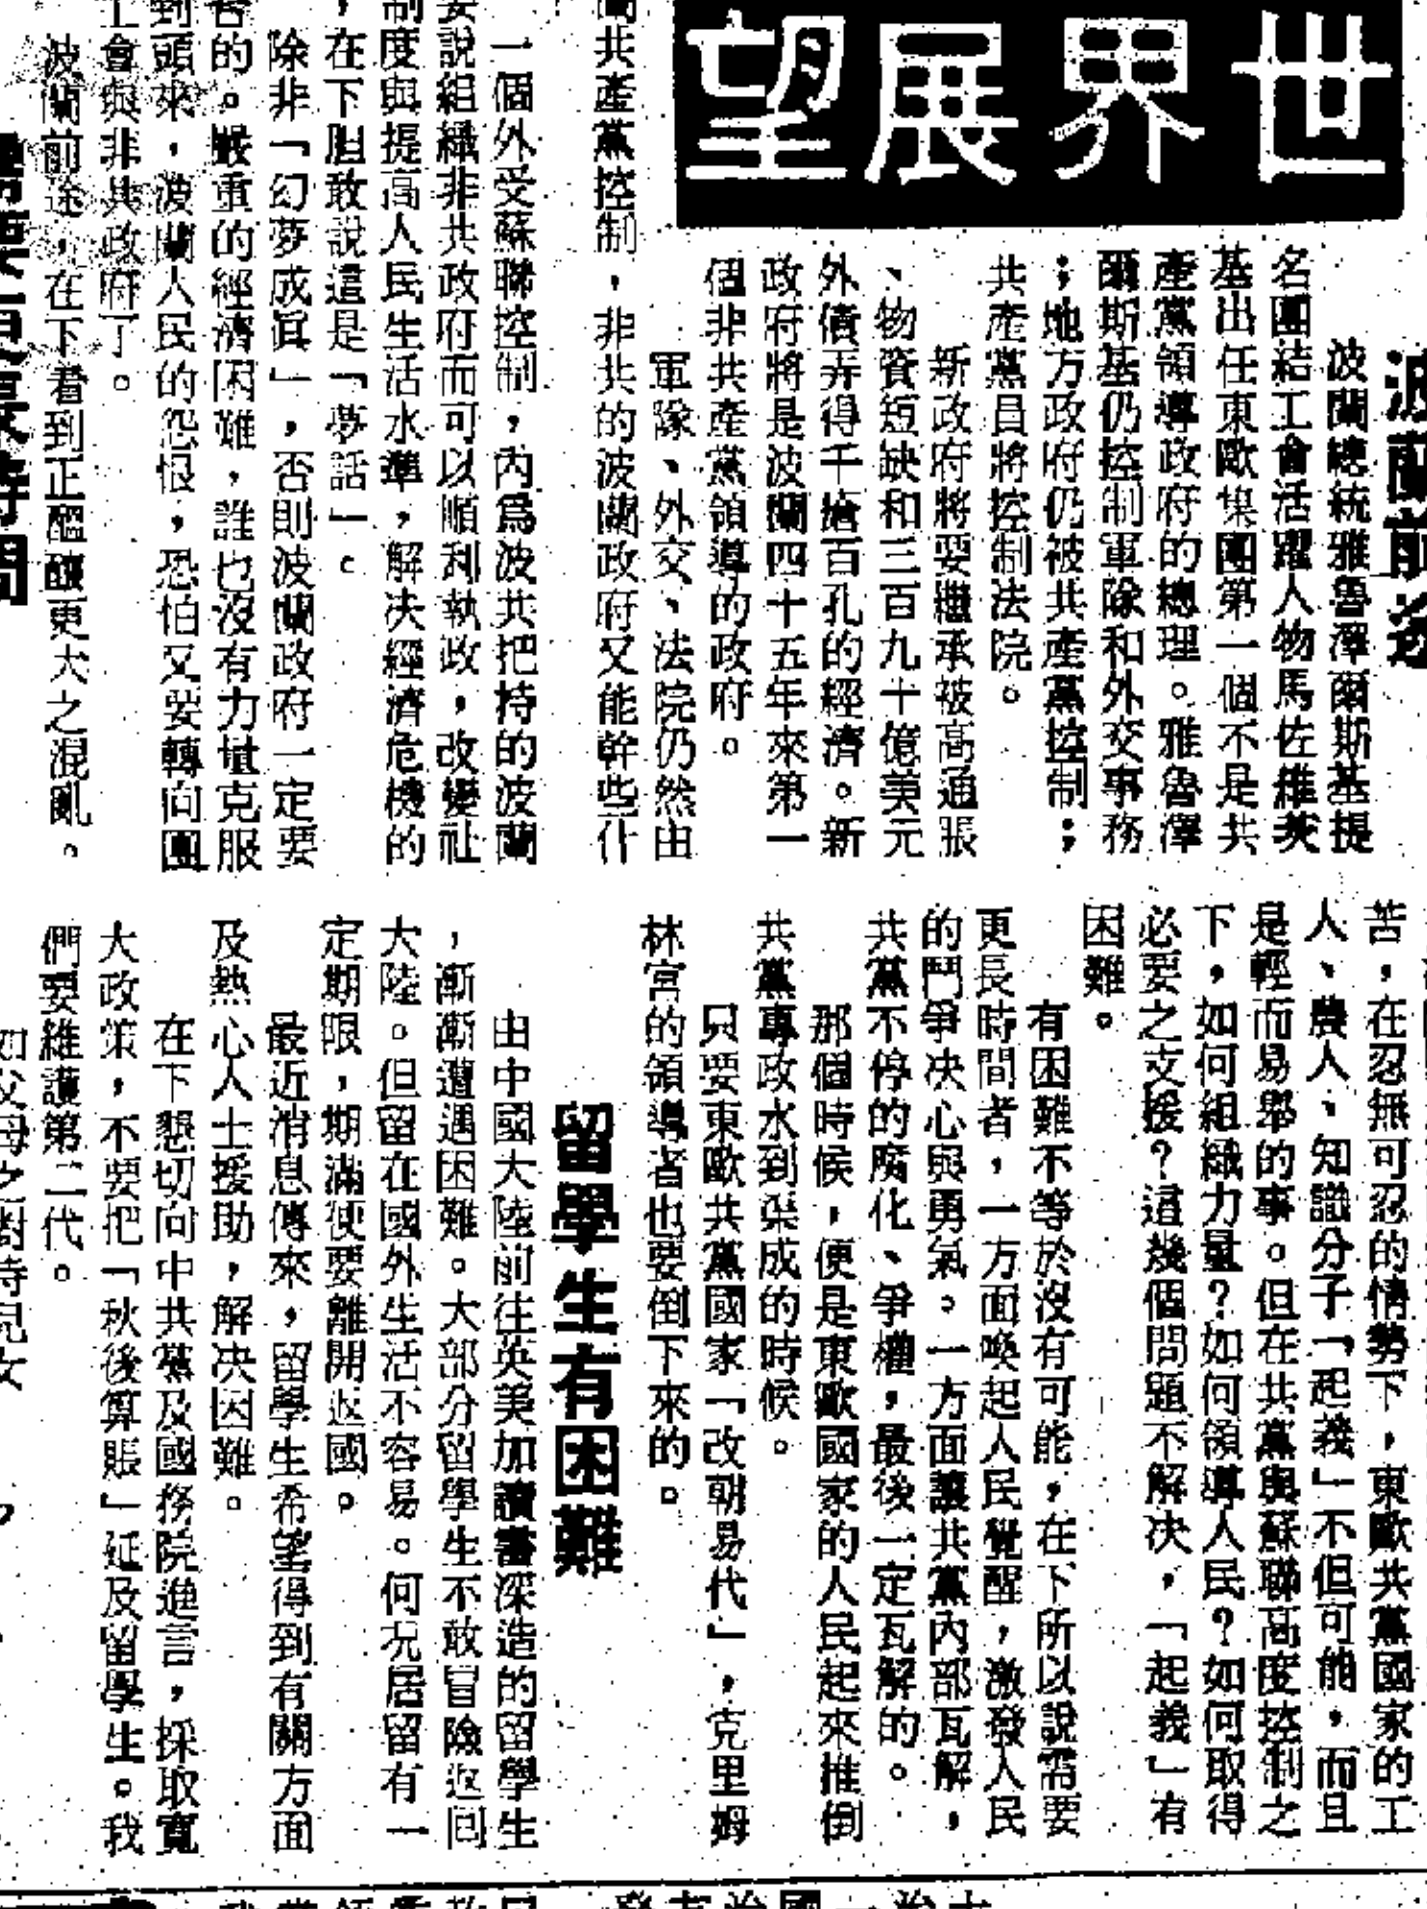 世界展望
波蘭前途
波蘭總統雅魯澤爾斯基提
名團結工會活躍人物馬佐維茨
基出任東歐集團第一個不是共
產黨領導政府的總理。雅魯澤
爾斯基仍控制軍隊和外交事務
；地方政府仍被共產黨控制；
共產黨員將控制法院。
新政府將要繼承被高通張
、物資短缺和三百九十億美元
外債弄得千搶百孔的經濟。新
政府將是波蘭四十五年來第一
個非共產黨領導的政府。
軍隊、外交、法院仍然由
蘭共產黨控制，非共的波蘭政府又能幹些什
一個外受蘇聯控制，內為波共把持的波蘭
要說組織非共政府而可以順利執政，改變社
制度與提高人民生活水準，解決經濟危機的
，在下胆敢說這是「夢話」。
除非「幻夢成眞」，否則波蘭政府一定要
的。嚴重的經濟困難，誰也沒有力量克服
到頭來，波蘭人民的怨恨，恐怕又要轉向團
工會與非共政府了。
波蘭前途，在下看到正醞釀更大之混亂。
需要更長時間
苦，在忍無可忍的情勢下，東歐共黨國家的工
人、農人、知識分子「起義」不但可能，而且
是輕而易舉的事。但在共黨與蘇聯高度控制之
下，如何組織力量？如何領導人民？如何取得
必要之支援？這幾個問題不解決，「起義」有
困難。
有困難不等於沒有可能，在下所以說需要
更長時間者，一方面喚起人民覺醒，激發人民
的鬥爭決心與勇氣。一方面讓共黨內部瓦解，
共黨不停的腐化、爭權，最後一定瓦解的。
那個時候，便是東歐國家的人民起來推倒
共黨專政水到渠成的時候。
只要東歐共黨國家「改朝易代」，克里姆
林宮的領導者也要倒下來的。
留學生有困難
由中國大陸前往英美加讀書深造的留學生
，漸漸遭遇困難。大部分留學生不敢冒險返回
大陸。但留在國外生活不容易。何況居留有一
定期限，期滿便要離開返國。
最近消息傳來，留學生希望得到有關方面
及熱心人士援助，解決困難。
在下懇切向中共黨及國務院進言，採取寬
大政策，不要把「秋後算賬」延及留學生。我
們要維護第二代。
如父母之對待兒女